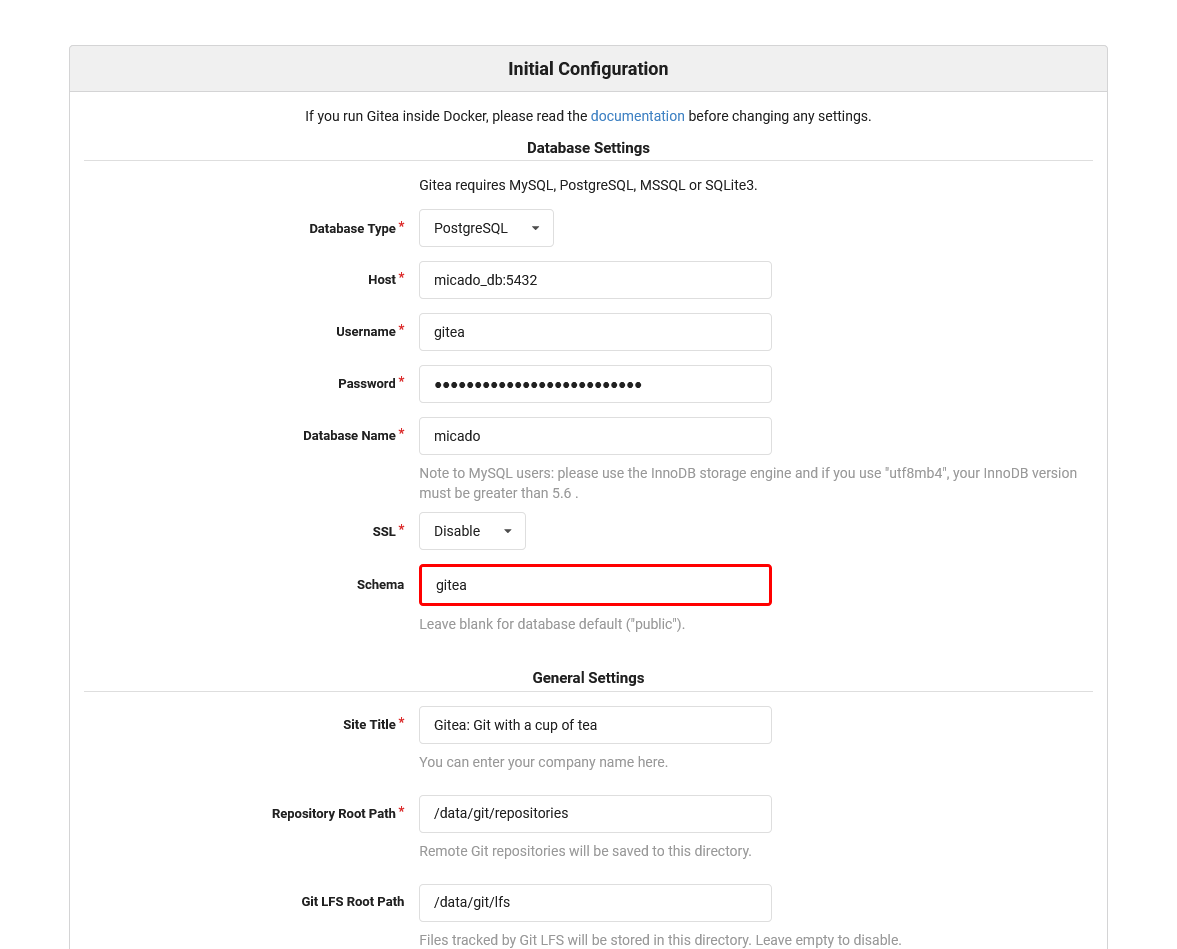 Initial Configuration
If you run Gitea inside Docker, please read the documentation before changing any settings.
Database Settings
Gitea requires MySQL, PostgreSQL, MSSQL or SQLite3.
Database Type * PostgreSQL
Host * micado_db:5432
Username * gitea
Password * ●●●●●●●●●●●●●●●●●●●●●●●●●●
Database Name * micado
Note to MySQL users: please use the InnoDB storage engine and if you use "utf8mb4", your InnoDB version
must be greater than 5.6 .
SSL * Disable
Schema gitea
Leave blank for database default ("public").
General Settings
Site Title * Gitea: Git with a cup of tea
You can enter your company name here.
Repository Root Path * /data/git/repositories
Remote Git repositories will be saved to this directory.
Git LFS Root Path /data/git/lfs
Files tracked by Git LFS will be stored in this directory. Leave empty to disable.